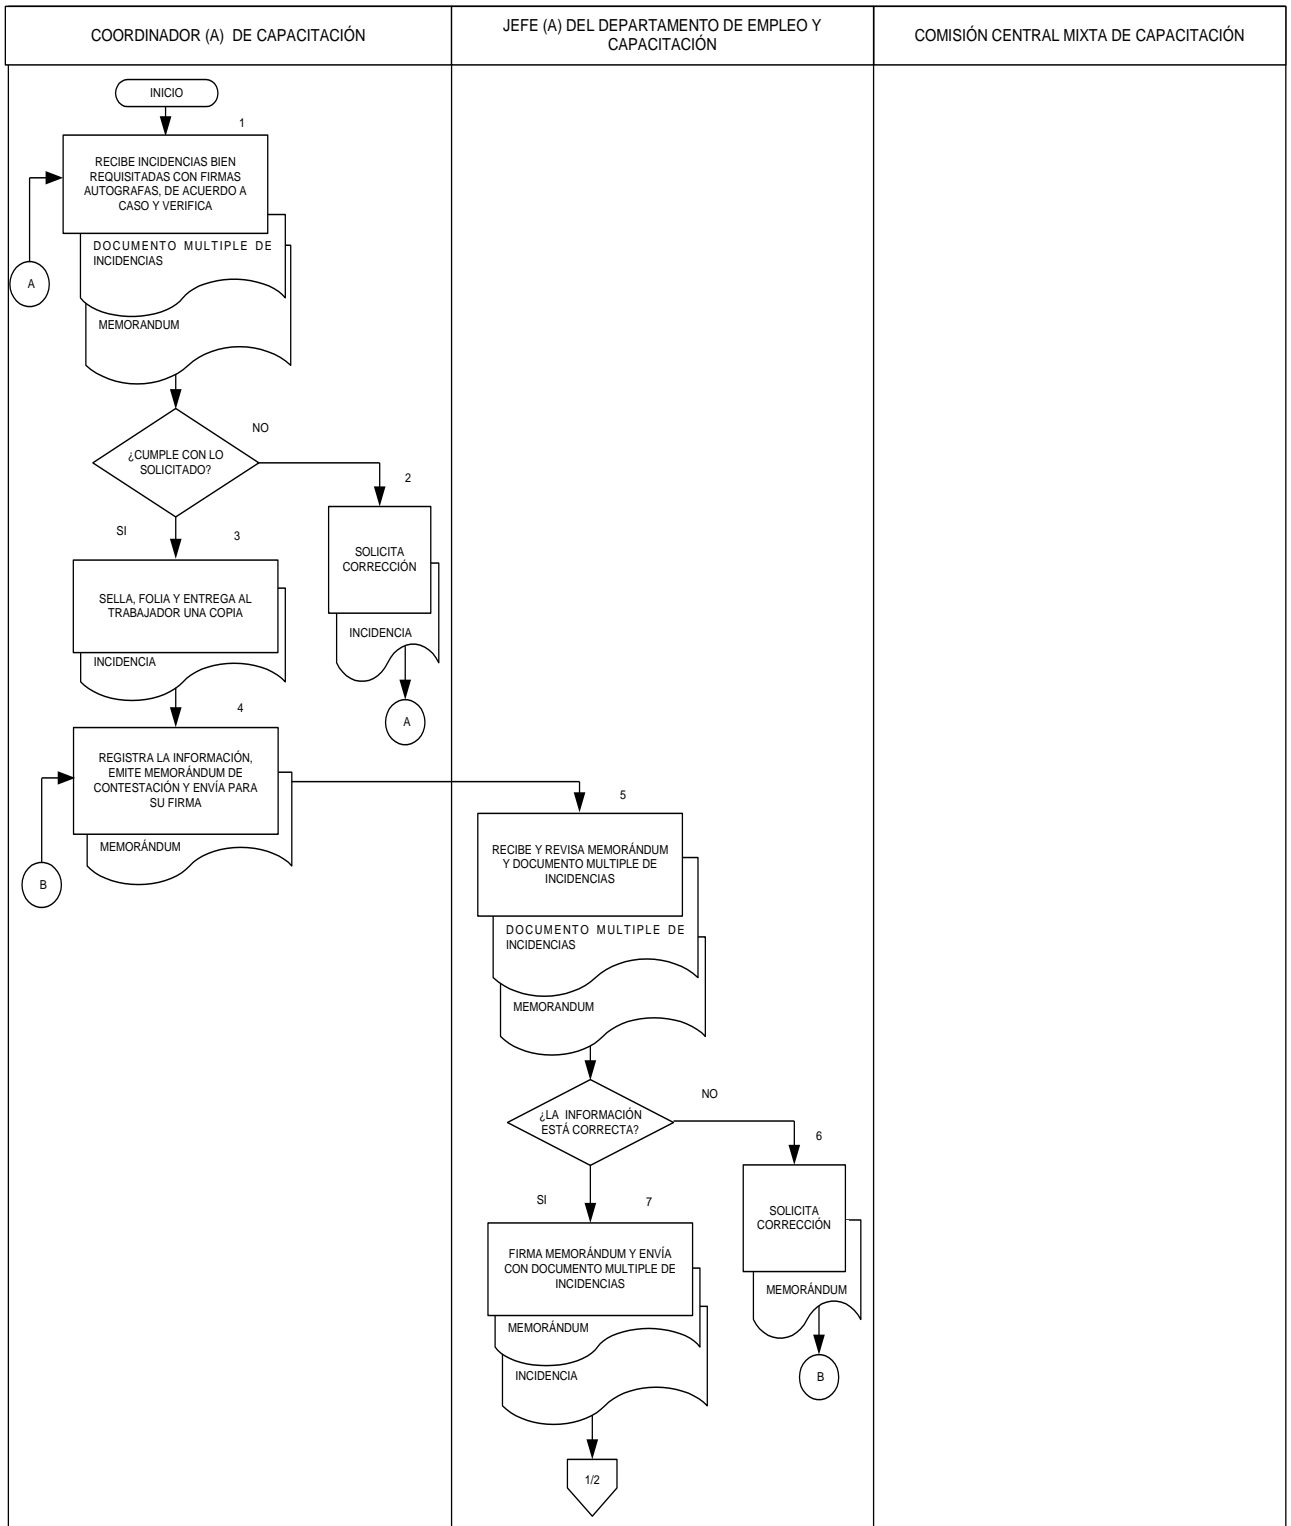 COORDINADOR (A) DE CAPACITACIÓN
JEFE (A) DEL DEPARTAMENTO DE EMPLEO Y
CAPACITACIÓN
COMISIÓN CENTRAL MIXTA DE CAPACITACIÓN
INICIO
1
RECIBE INCIDENCIAS BIEN
REQUISITADAS CON FIRMAS
AUTOGRAFAS, DE ACUERDO A
CASO Y VERIFICA
DOCUMENTO MULTIPLE DE
INCIDENCIAS
A
MEMORANDUM
¿CUMPLE CON LO
SOLICITADO?
NO
2
SOLICITA
CORRECCIÓN
INCIDENCIA
A
SI
3
SELLA, FOLIA Y ENTREGA AL
TRABAJADOR UNA COPIA
INCIDENCIA
4
REGISTRA LA INFORMACIÓN,
EMITE MEMORÁNDUM DE
CONTESTACIÓN Y ENVÍA PARA
SU FIRMA
MEMORÁNDUM
B
5
RECIBE Y REVISA MEMORÁNDUM
Y DOCUMENTO MULTIPLE DE
INCIDENCIAS
DOCUMENTO MULTIPLE DE
INCIDENCIAS
MEMORANDUM
¿LA INFORMACIÓN
ESTÁ CORRECTA?
NO
6
SOLICITA
CORRECCIÓN
MEMORÁNDUM
B
SI
7
FIRMA MEMORÁNDUM Y ENVÍA
CON DOCUMENTO MULTIPLE DE
INCIDENCIAS
MEMORÁNDUM
INCIDENCIA
1/2